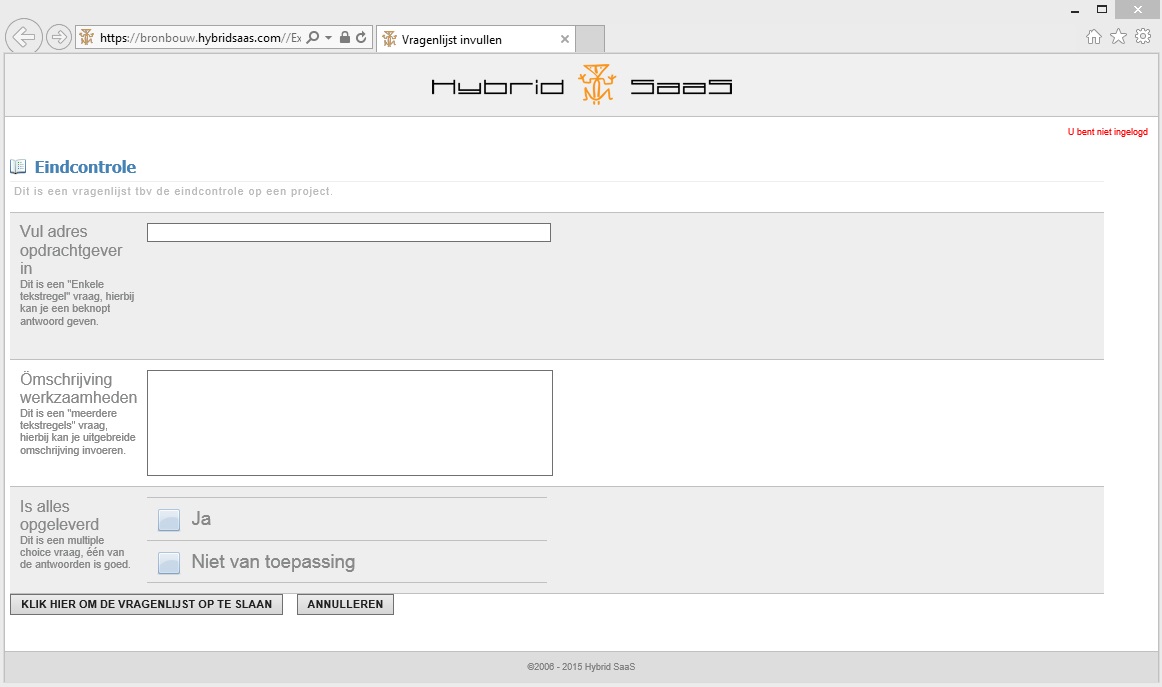 https://bronbouw.hybridsaas.com//Ex
Vragenlijst invullen
Hybrid SaaS
U bent niet ingelogd
Eindcontrole
Dit is een vragenlijst tbv de eindcontrole op een project.
Vul adres
opdrachtgever
in
Dit is een "Enkele
tekstregel" vraag, hierbij
kan je een beknopt
antwoord geven.
Ömschrijving
werkzaamheden
Dit is een "meerdere
tekstregels" vraag,
hierbij kan je uitgebreide
omschrijving invoeren.
Is alles
opgeleverd
Dit is een multiple
choice vraag, één van
de antwoorden is goed.
Ja
Niet van toepassing
KLIK HIER OM DE VRAGENLIJST OP TE SLAAN
ANNULLEREN
©2006 - 2015 Hybrid SaaS